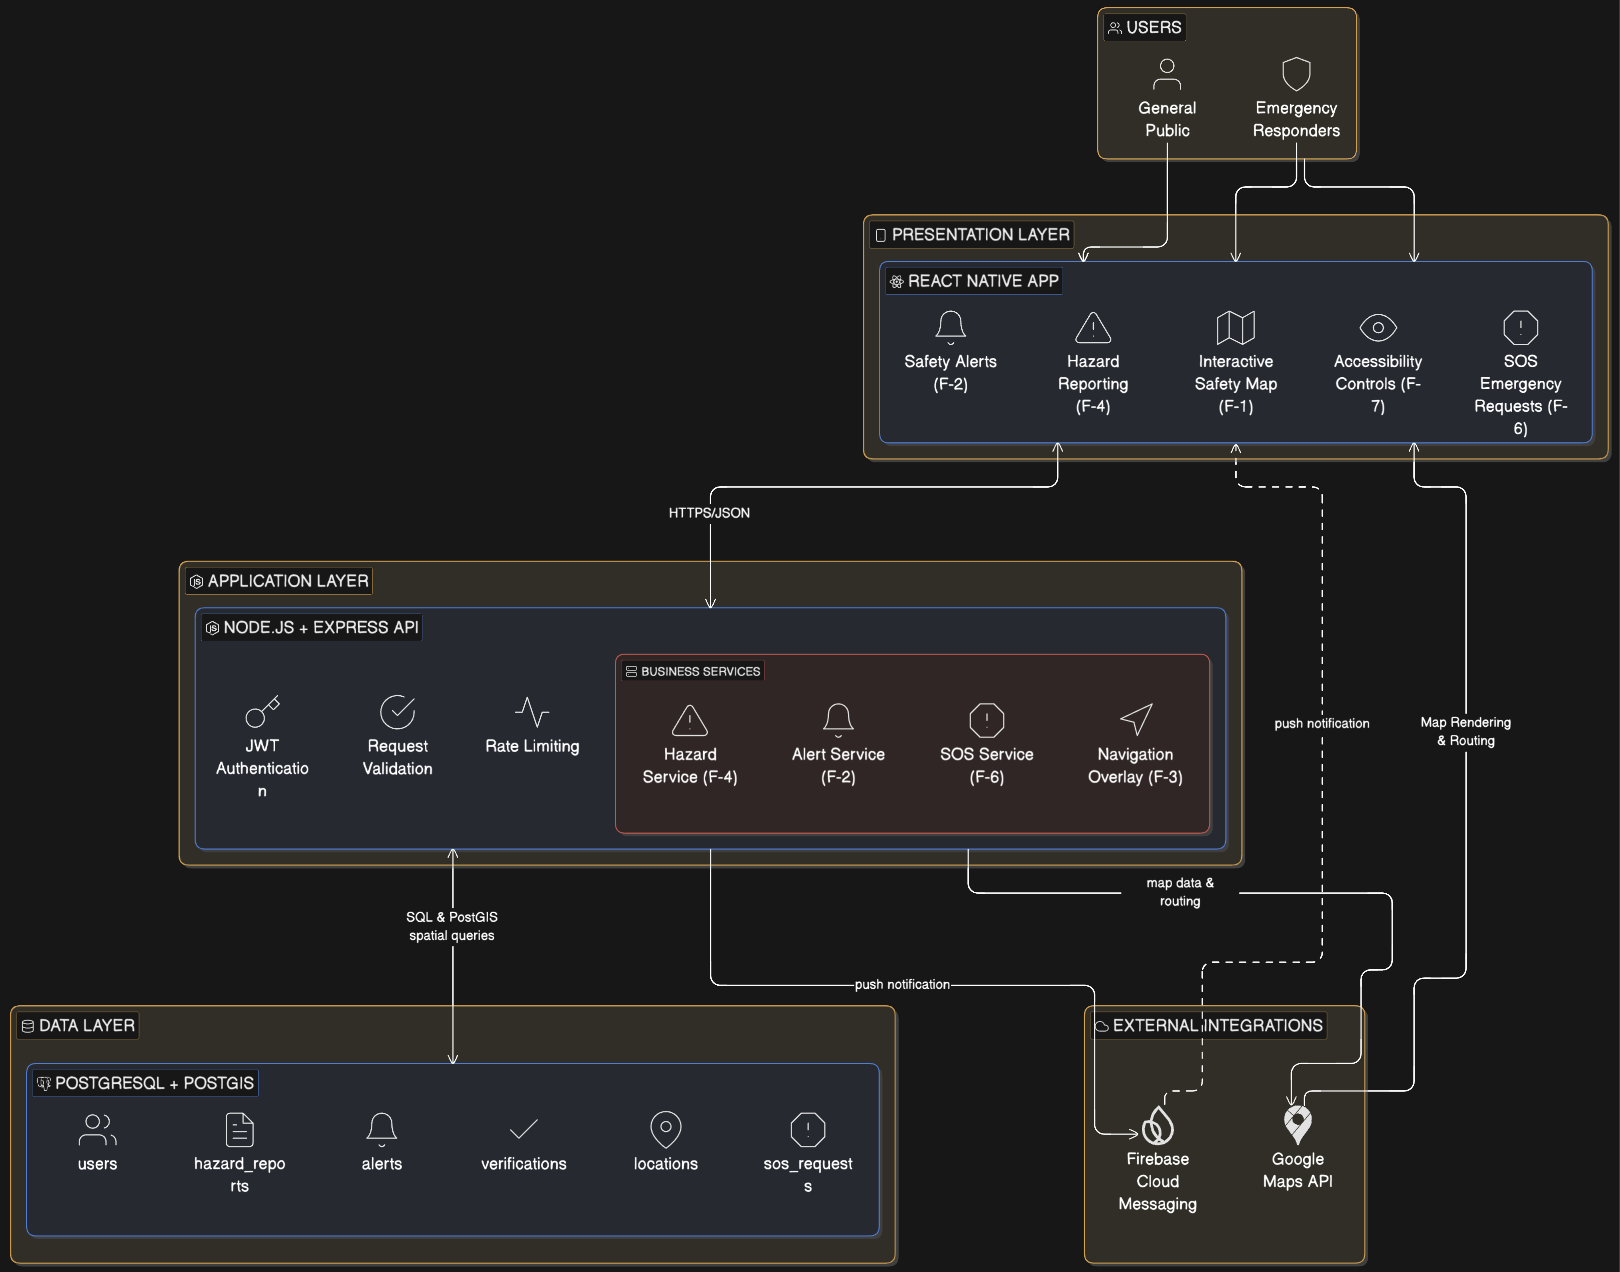 USERS
General
Public
Emergency
Responders
PRESENTATION LAYER
REACT NATIVE APP
Safety Alerts
(F-2)
Hazard
Reporting
(F-4)
Interactive
Safety Map
(F-1)
Accessibility
Controls (F-
7)
SOS
Emergency
Requests (F-
6)
HTTPS/JSON
push notification
Map Rendering
& Routing
APPLICATION LAYER
NODE.JS + EXPRESS API
JWT
Authenticatio
n
Request
Validation
Rate Limiting
BUSINESS SERVICES
Hazard
Service (F-4)
Alert Service
(F-2)
SOS Service
(F-6)
Navigation
Overlay (F-3)
SQL & PostGIS
spatial queries
map data &
routing
push notification
DATA LAYER
POSTGRESQL + POSTGIS
users
hazard_repo
rts
alerts
verifications
locations
sos_request
s
EXTERNAL INTEGRATIONS
Firebase
Cloud
Messaging
Google
Maps API